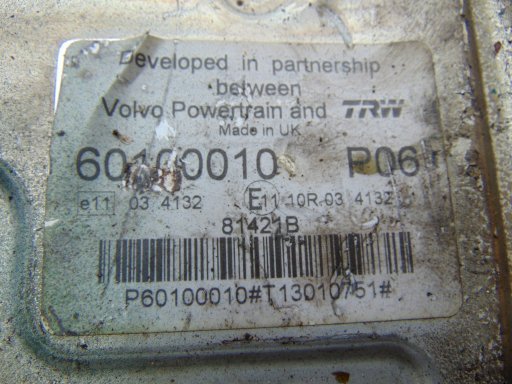 Developed in partnership
between
Volvo Powertrain and TRW
Made in UK
60100010 P06
e11 03 4132 E11 10R-03 4132
81421B
P60100010#T13010751#